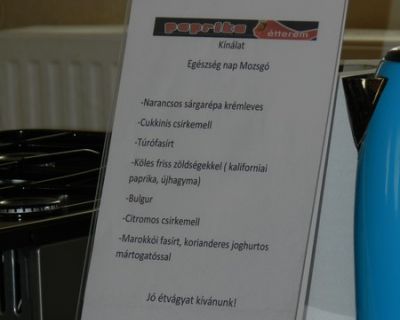 paprika étterem
Kínálat
Egészség nap Mozsgó
-Narancsos sárgarépa krémleves
-Cukkinis csirkemell
-Túrófasírt
-Köles friss zöldségekkel ( kaliforniai
paprika, újhagyma)
-Bulgur
-Citromos csirkemell
-Marokkói fasírt, korianderes joghurtos
mártogatóssal
Jó étvágyat kívánunk!